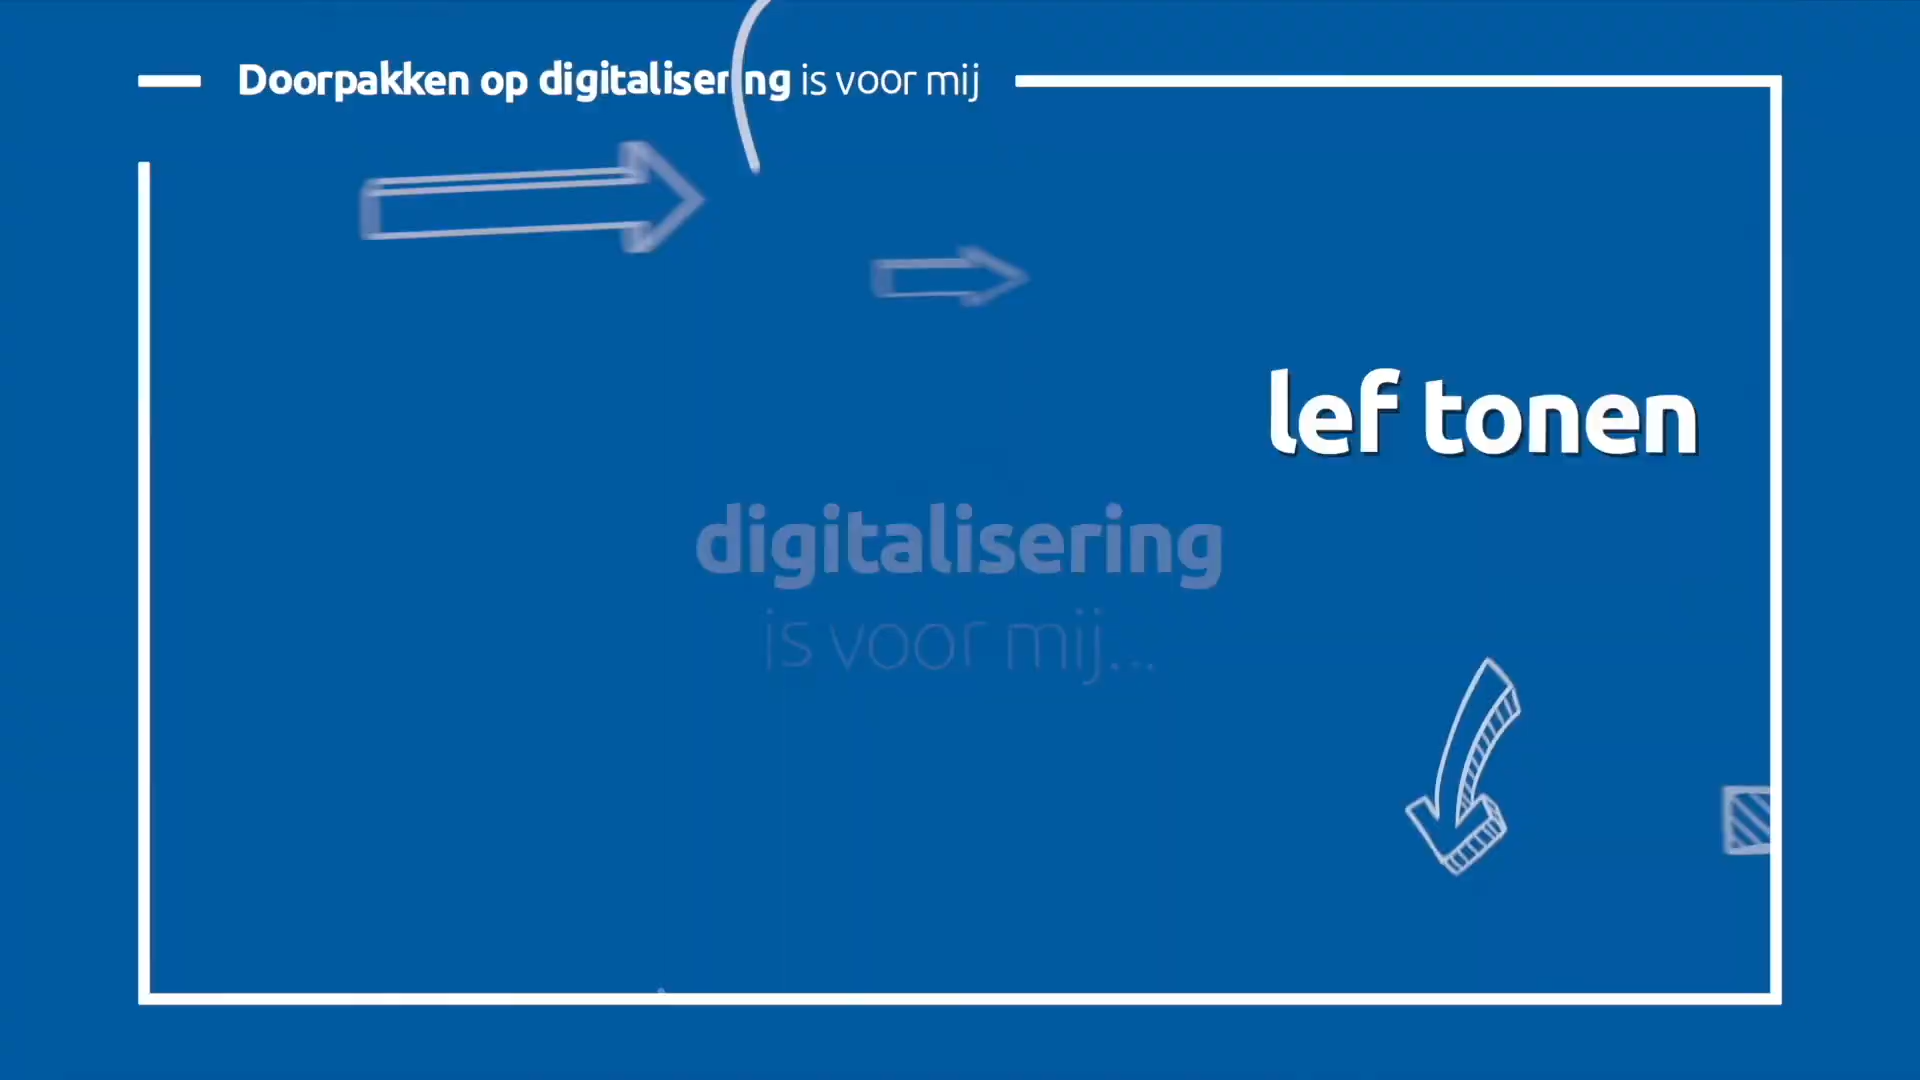 Doorpakken op digitalisering is voor mij
lef tonen
digitalisering
is voor mij...